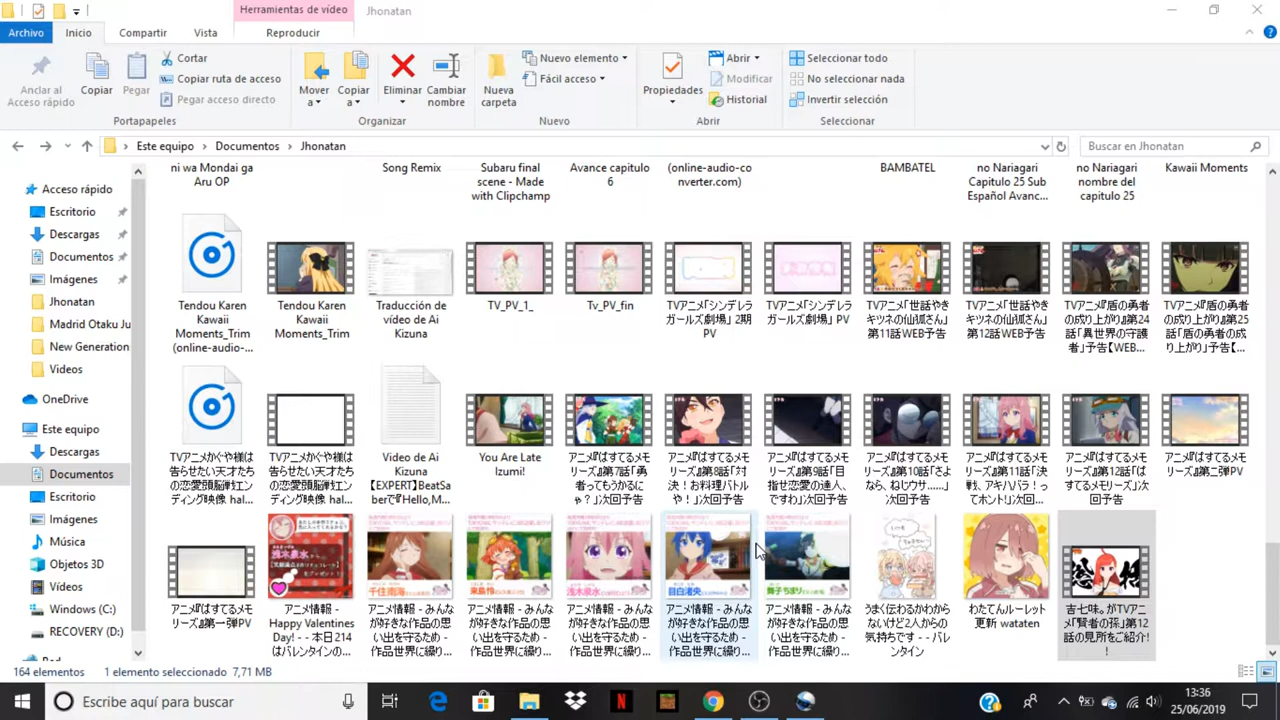 Herramientas de vídeo
Jhonatan
Archivo
Inicio
Compartir
Vista
Reproducir
Anclar al
Acceso rápido
Copiar
Pegar
Cortar
Copiar ruta de acceso
Pegar acceso directo
Portapapeles
Mover
a
Copiar
a
Eliminar
Cambiar
nombre
Organizar
Nueva
carpeta
Nuevo elemento
Fácil acceso
Nuevo
Propiedades
Abrir
Modificar
Historial
Abrir
Seleccionar todo
No seleccionar nada
Invertir selección
Seleccionar
Este equipo
Documentos
Jhonatan
Buscar en Jhonatan
Acceso rápido
Escritorio
Descargas
Documentos
Imágenes
Jhonatan
Madrid Otaku Ju
New Generation
Videos
OneDrive
Este equipo
Descargas
Documentos
Escritorio
Imágenes
Música
Objetos 3D
Vídeos
Windows (C:)
RECOVERY (D:)
ni wa Mondai ga
Aru OP
Song Remix
Subaru final
scene - Made
with Clipchamp
Avance capitulo
6
(online-audio-co
nverter.com)
BAMBATEL
no Nariagari
Capitulo 25 Sub
Español Avanc...
no Nariagari
nombre del
capitulo 25
Kawaii Moments
Tendou Karen
Kawaii
Moments_Trim
(online-audio-...
Tendou Karen
Kawaii
Moments_Trim
Traducción de
vídeo de Ai
Kizuna
TV_PV_1_
Tv_PV_fin
TVアニメ「シンデレラ
ガールズ劇場」 2期
PV
TVアニメ「シンデレラ
ガールズ劇場」 PV
TVアニメ「世話やき
キツネの仙狐さん」
第11話WEB予告
TVアニメ「世話やき
キツネの仙狐さん」
第12話WEB予告
TVアニメ「盾の勇者
の成り上がり」第24
話「異世界の守護
者」予告【WEB...
TVアニメ「盾の勇者
の成り上がり」第25
話「盾の勇者の成
り上がり」予告【...
TVアニメかぐや様は
告らせたい天才たち
の恋愛頭脳戦エン
ディング映像 hal...
TVアニメかぐや様は
告らせたい天才たち
の恋愛頭脳戦エン
ディング映像 hal...
Video de Ai
Kizuna
【EXPERT】BeatSa
berで『Hello,M...
You Are Late
Izumi!
アニメ『はすてるメモ
リーズ』第7話「勇
者ってもうかるに
ゃ？」次回予告
アニメ『はすてるメモ
リーズ』第8話「対
決！お料理バトル
や！」次回予告
アニメ『はすてるメモ
リーズ』第9話「目
指せ恋愛の達人、
ですわ」次回予告
アニメ『はすてるメモ
リーズ』第10話「さよ
なら、ねじウサ......」
次回予告
アニメ『はすてるメモ
リーズ』第11話「決
戦、アキハバラ！っ
てホントリ」次回...
アニメ『はすてるメモ
リーズ』第12話「は
すてるメモリーズ」次
回予告
アニメ『はすてるメモ
リーズ』第二弾PV
アニメ『はすてるメモ
リーズ』第一弾PV
アニメ情報 -
Happy Valentines
Day! - - 本日214
はバレンタインの...
アニメ情報 - みんな
が好きな作品の思
い出を守るため -
作品世界に繰り...
アニメ情報 - みんな
が好きな作品の思
い出を守るため -
作品世界に繰り...
アニメ情報 - みんな
が好きな作品の思
い出を守るため -
作品世界に繰り...
アニメ情報 - みんな
が好きな作品の思
い出を守るため -
作品世界に繰り...
アニメ情報 - みんな
が好きな作品の思
い出を守るため -
作品世界に繰り...
うまく伝わるかわから
ないけど2人からの
気持ちです - - バレ
ンタイン
わたてんルーレット
更新 wataten
吉七味。がTVアニ
メ「賢者の孫」第12
話の見所をご紹介!
!
164 elementos
1 elemento seleccionado
7,71 MB
Escribe aquí para buscar
13:36
25/06/2019